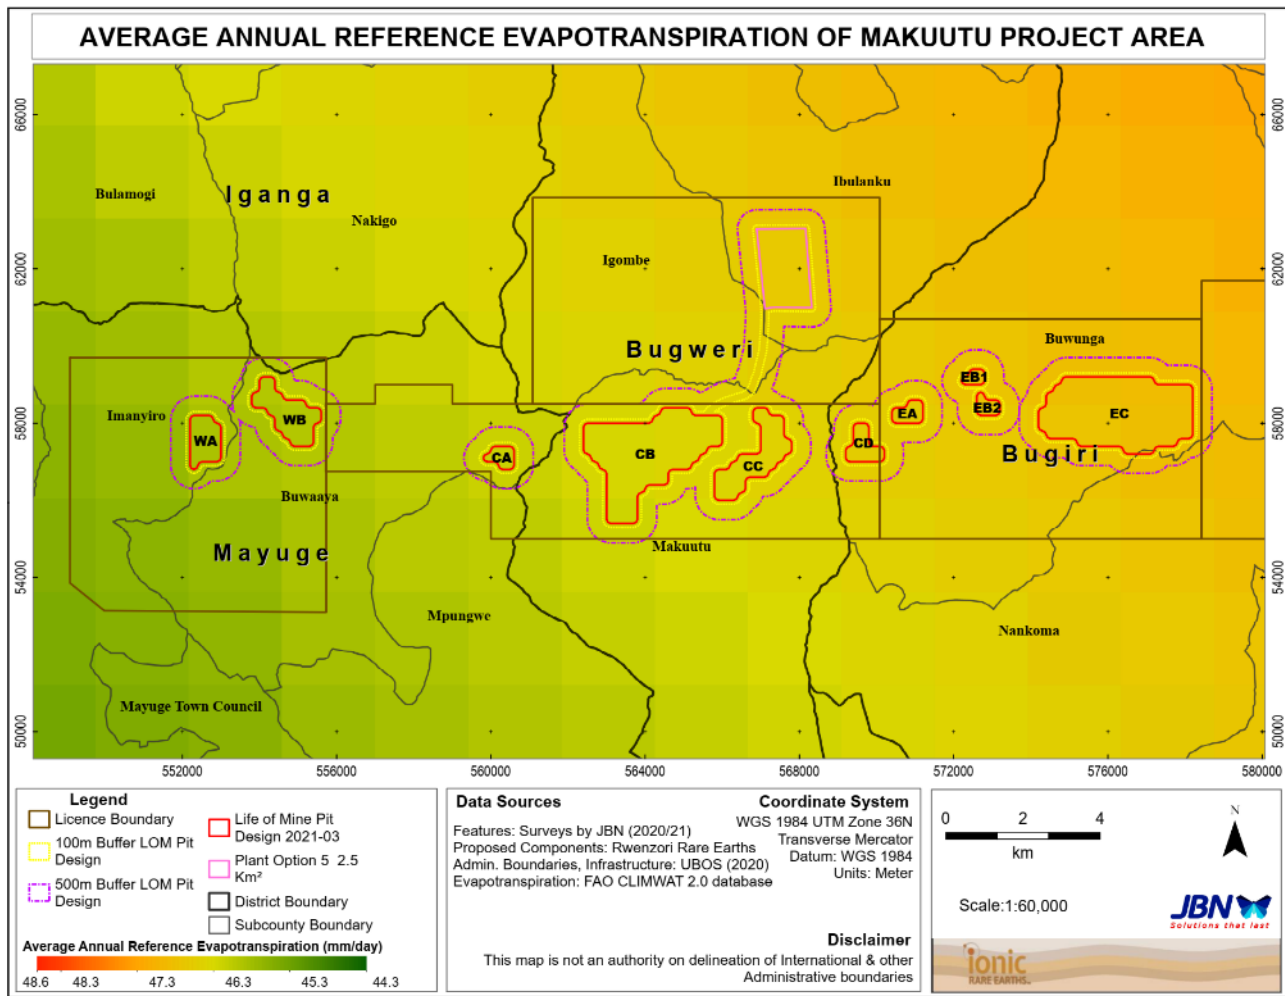 AVERAGE ANNUAL REFERENCE EVAPOTRANSPIRATION OF MAKUUTU PROJECT AREA
66000
66000
Iganga
Bulamogi
Nakigo
Ibulanku
62000
62000
Igombe
Bugweri
Buwunga
Imanyiro
58000
58000
WA
WB
CA
CB
CC
CD
EA
EB1
EB2
EC
Bugiri
Buwaaya
Mayuge
Makuutu
54000
54000
Mpungwe
Nankoma
Mayuge Town Council
50000
50000
552000
556000
560000
564000
568000
572000
576000
580000
Legend
Licence Boundary
100m Buffer LOM Pit
Design
500m Buffer LOM Pit
Design
Life of Mine Pit
Design 2021-03
Plant Option 5 2.5
Km²
District Boundary
Subcounty Boundary
Average Annual Reference Evapotranspiration (mm/day)
48.6 48.3 47.3 46.3 45.3 44.3
Data Sources
Features: Surveys by JBN (2020/21)
Proposed Components: Rwenzori Rare Earths
Admin. Boundaries, Infrastructure: UBOS (2020)
Evapotranspiration: FAO CLIMWAT 2.0 database
Coordinate System
WGS 1984 UTM Zone 36N
Transverse Mercator
Datum: WGS 1984
Units: Meter
Disclaimer
This map is not an authority on delineation of International & other
Administrative boundaries
0 2 4
km
N
Scale:1:60,000
JBN
Solutions that last
ionic
RARE EARTHS™